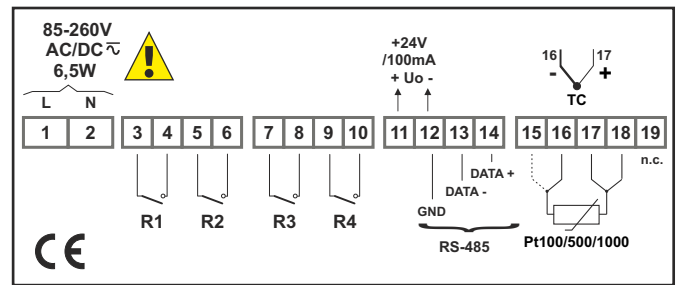 85-260V
AC/DC ⏦
6,5W
L N
+24V
/100mA
+ Uo -
16 17
- +
TC
1 2 3 4 5 6 7 8 9 10 11 12 13 14 15 16 17 18 19
n.c.
DATA +
DATA -
GND
R1 R2 R3 R4
RS-485
Pt100/500/1000
CE